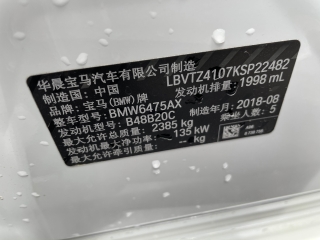 华晨宝马汽车有限公司制造
LBVTZ4107KSP22482
制造国：中国
发动机排量：1998 mL
品牌：宝马(BMW)牌
整车型号：BMW6475AX
制造年月：2018-08
发动机型号：B48B20C
乘坐人数：5
最大允许总质量：2385 kg
发动机最大净功率：135 kW
最大允许牵引质量：-- kg